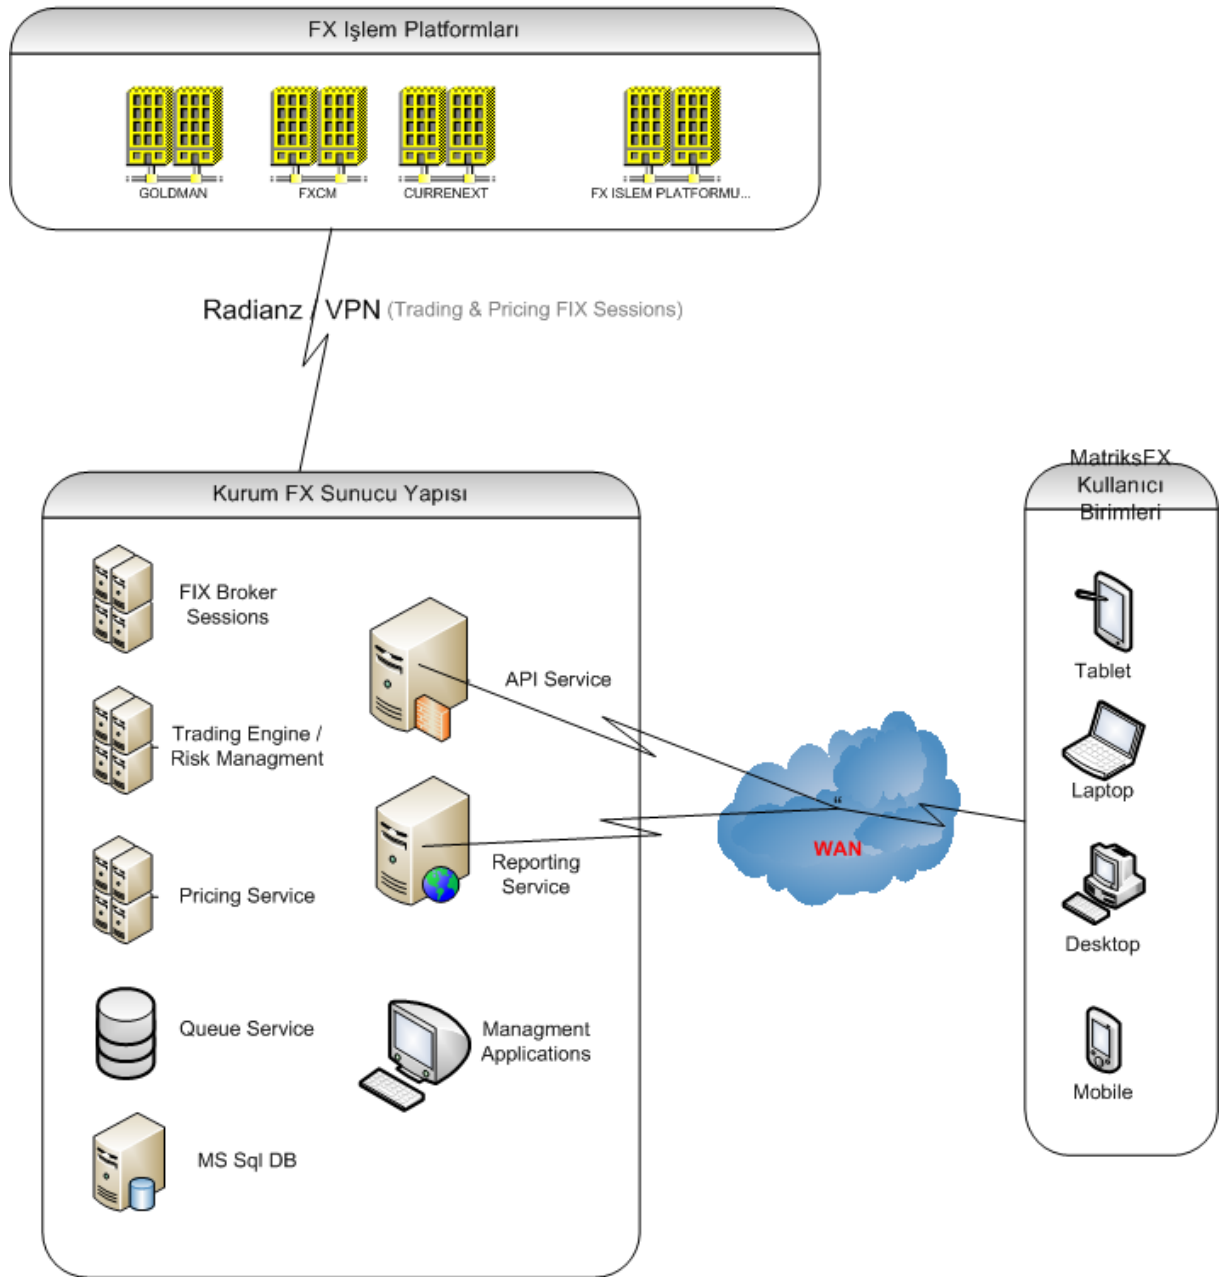 FX Işlem Platformları
GOLDMAN
FXCM
CURRENEXT
FX ISLEM PLATFORMU...
Radianz / VPN (Trading & Pricing FIX Sessions)
Kurum FX Sunucu Yapısı
FIX Broker
Sessions
API Service
Trading Engine /
Risk Managment
Reporting
Service
Pricing Service
Queue Service
Managment
Applications
MS Sql DB
“
WAN
MatriksFX
Kullanıcı
Birimleri
Tablet
Laptop
Desktop
Mobile